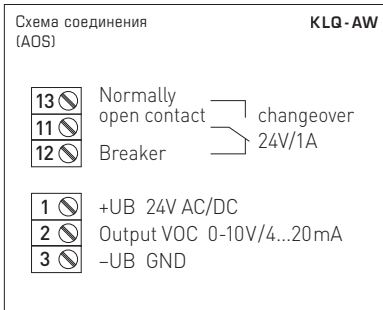 Схема соединения KLQ-AW
(AOS)
13 Normally
11 open contact changeover
24V/1A
12 Breaker
1 +UB 24V AC/DC
2 Output VOC 0-10V/4...20mA
3 –UB GND